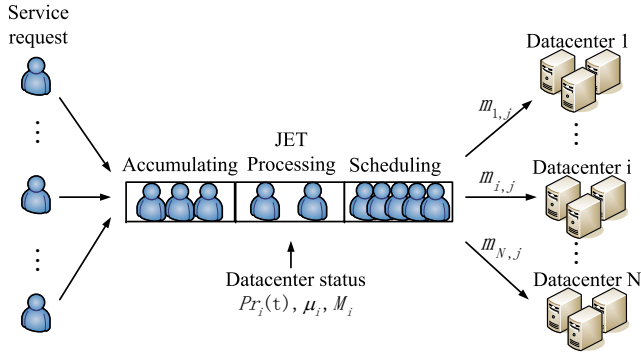 Service
request
Datacenter 1
m1,j
JET
Accumulating Processing Scheduling
Datacenter i
mi,j
mN,j
Datacenter status
Pri(t), μi, Mi
Datacenter N